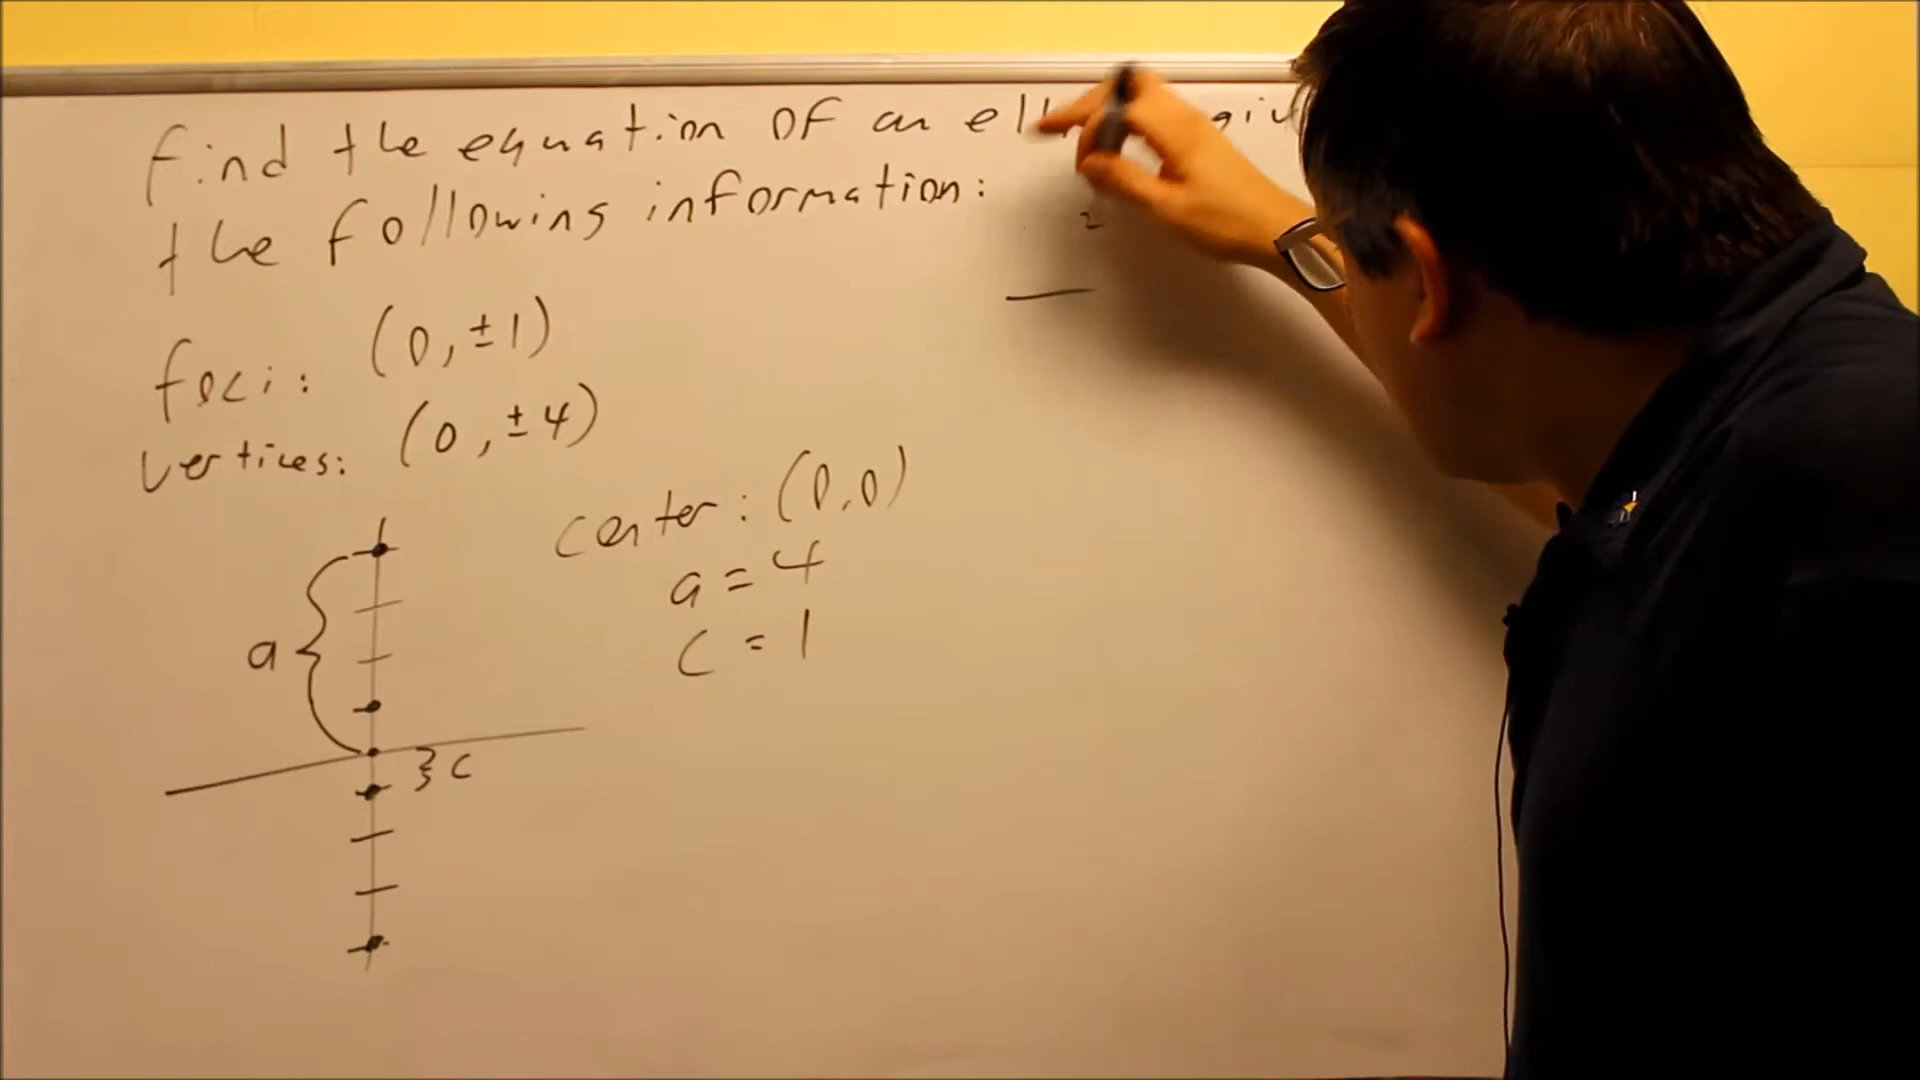 Find the equation of an
the following information:
2
foci: (0, ±1)
vertices: (0, ±4)
center: (0,0)
a = 4
c = 1
a
c